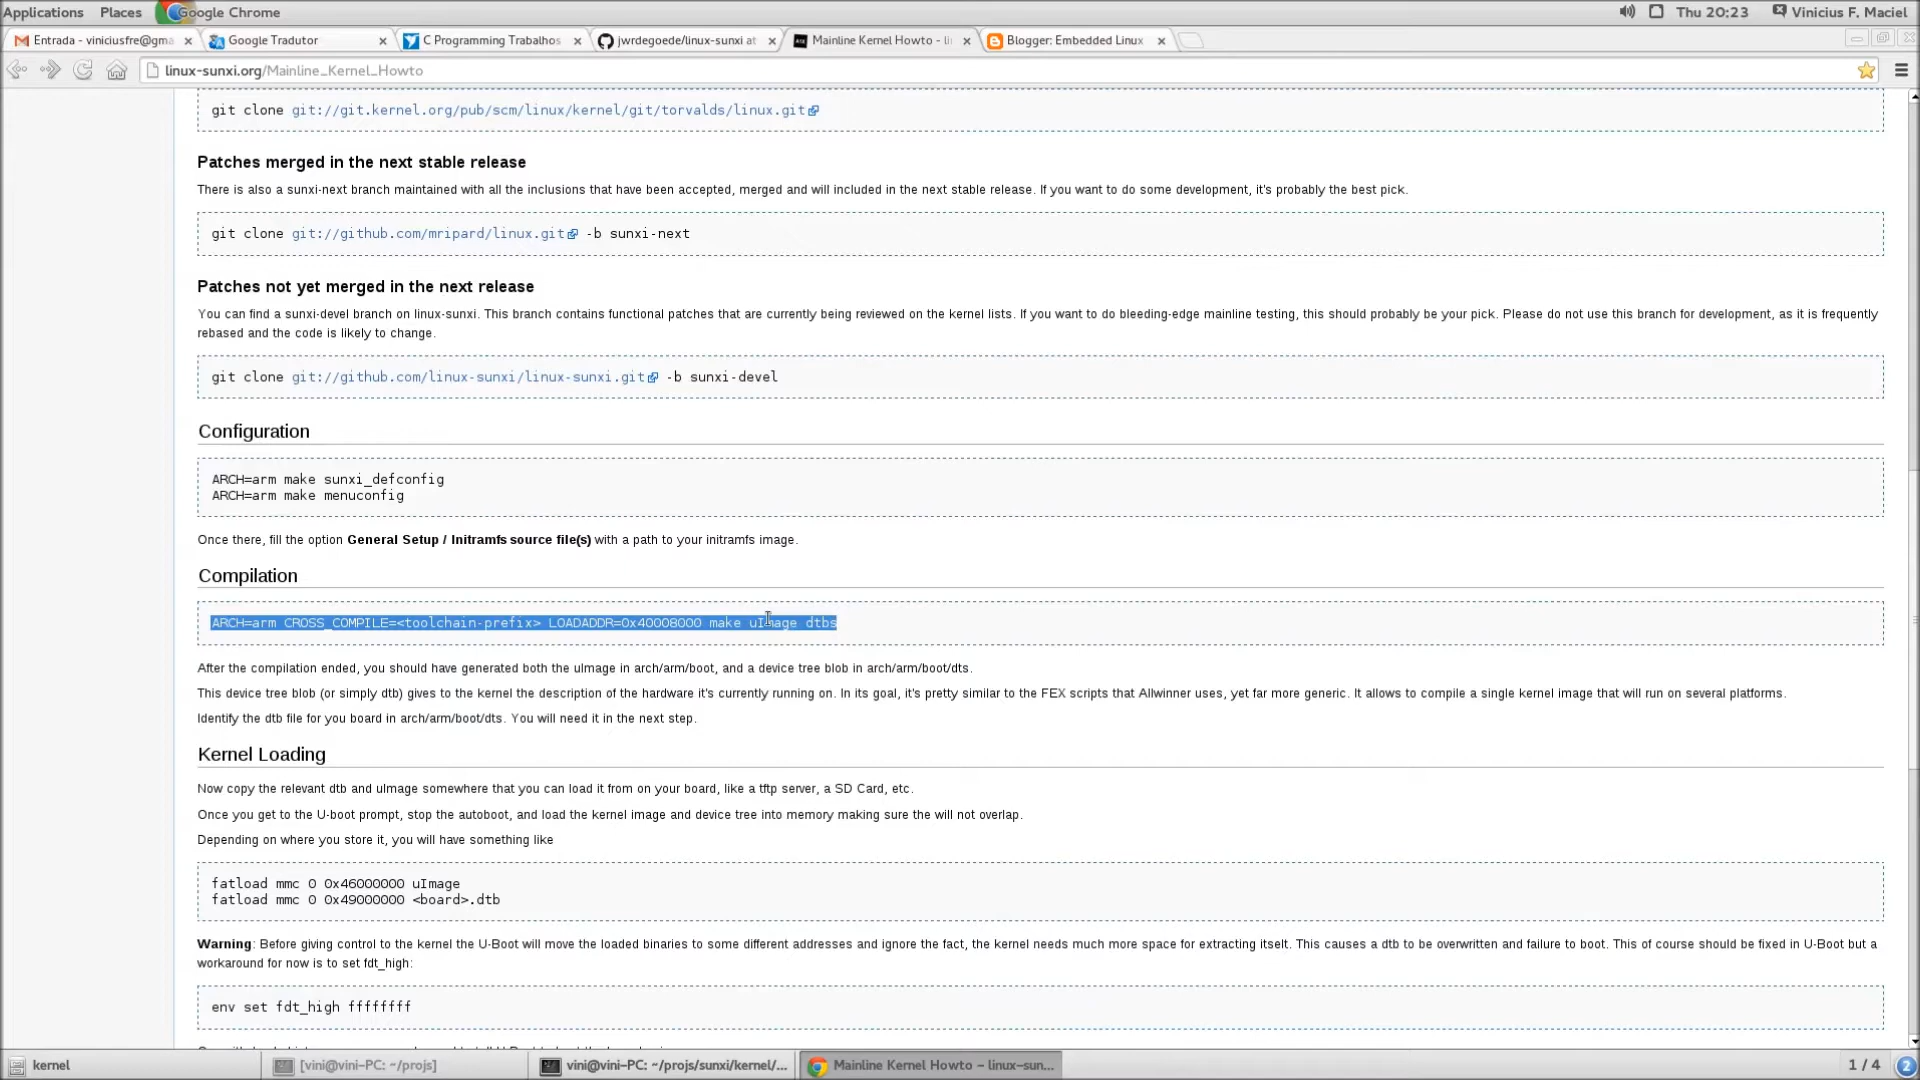 Applications Places Google Chrome Thu 20:23 Vinicius F. Maciel
Entrada - viniciusfre@gma Google Tradutor C Programming Trabalhos jwrdegoede/linux-sunxi at Mainline Kernel Howto - li Blogger: Embedded Linux
linux-sunxi.org/Mainline_Kernel_Howto
git clone git://git.kernel.org/pub/scm/linux/kernel/git/torvalds/linux.git
Patches merged in the next stable release
There is also a sunxi-next branch maintained with all the inclusions that have been accepted, merged and will included in the next stable release. If you want to do some development, it's probably the best pick.
git clone git://github.com/mripard/linux.git -b sunxi-next
Patches not yet merged in the next release
You can find a sunxi-devel branch on linux-sunxi. This branch contains functional patches that are currently being reviewed on the kernel lists. If you want to do bleeding-edge mainline testing, this should probably be your pick. Please do not use this branch for development, as it is frequently
rebased and the code is likely to change.
git clone git://github.com/linux-sunxi/linux-sunxi.git -b sunxi-devel
Configuration
ARCH=arm make sunxi_defconfig
ARCH=arm make menuconfig
Once there, fill the option General Setup / Initramfs source file(s) with a path to your initramfs image.
Compilation
ARCH=arm CROSS_COMPILE=<toolchain-prefix> LOADADDR=0x40008000 make uImage dtbs
After the compilation ended, you should have generated both the uImage in arch/arm/boot, and a device tree blob in arch/arm/boot/dts.
This device tree blob (or simply dtb) gives to the kernel the description of the hardware it's currently running on. In its goal, it's pretty similar to the FEX scripts that Allwinner uses, yet far more generic. It allows to compile a single kernel image that will run on several platforms.
Identify the dtb file for you board in arch/arm/boot/dts. You will need it in the next step.
Kernel Loading
Now copy the relevant dtb and uImage somewhere that you can load it from on your board, like a tftp server, a SD Card, etc.
Once you get to the U-boot prompt, stop the autoboot, and load the kernel image and device tree into memory making sure the will not overlap.
Depending on where you store it, you will have something like
fatload mmc 0 0x46000000 uImage
fatload mmc 0 0x49000000 <board>.dtb
Warning: Before giving control to the kernel the U-Boot will move the loaded binaries to some different addresses and ignore the fact, the kernel needs much more space for extracting itself. This causes a dtb to be overwritten and failure to boot. This of course should be fixed in U-Boot but a
workaround for now is to set fdt_high:
env set fdt_high ffffffff
kernel [vini@vini-PC: ~/projs] vini@vini-PC: ~/projs/sunxi/kernel/... Mainline Kernel Howto – linux-sun... 1 / 4 2